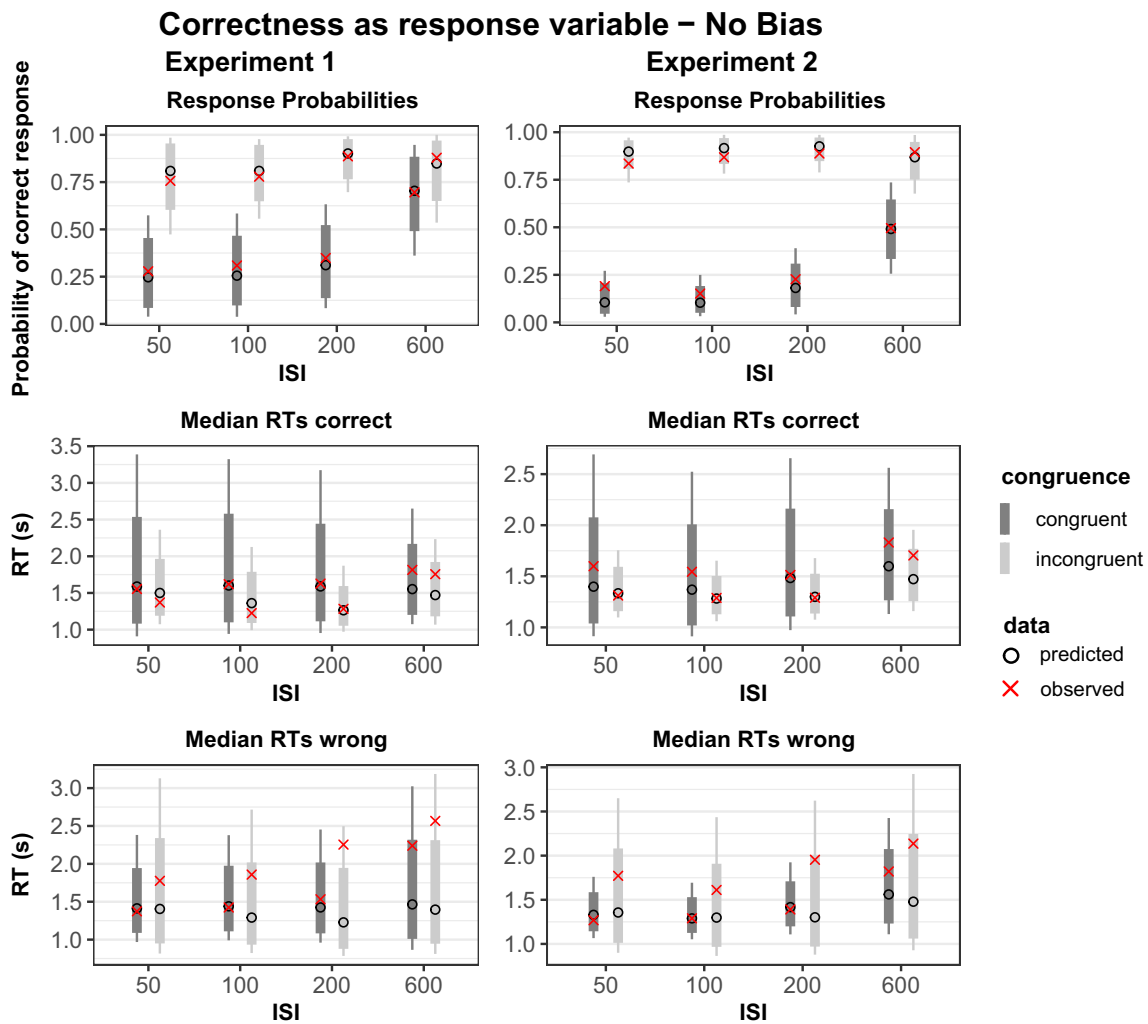 Correctness as response variable – No Bias
Experiment 1
Experiment 2
Response Probabilities
Response Probabilities
Probability of correct response
1.00
0.75
0.50
0.25
0.00
50 100 200 600
ISI
1.00
0.75
0.50
0.25
0.00
50 100 200 600
ISI
Median RTs correct
Median RTs correct
RT (s)
3.5
3.0
2.5
2.0
1.5
1.0
50 100 200 600
ISI
2.5
2.0
1.5
1.0
50 100 200 600
ISI
congruence
congruent
incongruent
data
predicted
observed
Median RTs wrong
Median RTs wrong
RT (s)
3.0
2.5
2.0
1.5
1.0
50 100 200 600
ISI
3.0
2.5
2.0
1.5
1.0
50 100 200 600
ISI